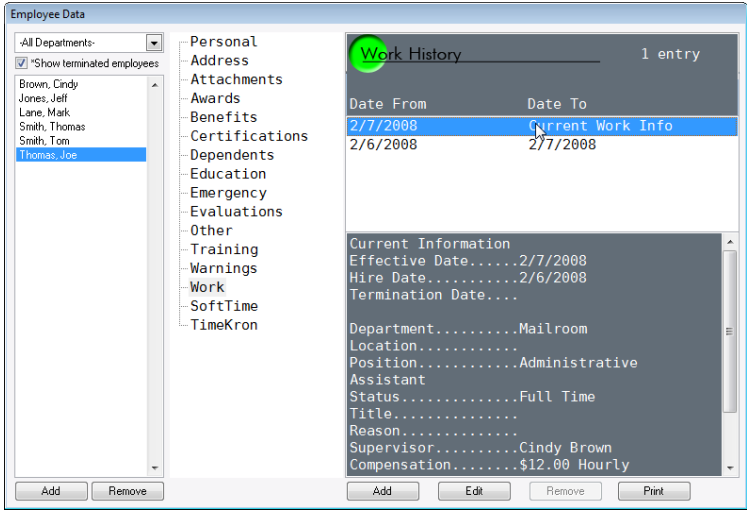 Employee Data
-All Departments-
*Show terminated employees
Brown, Cindy
Jones, Jeff
Lane, Mark
Smith, Thomas
Smith, Tom
Thomas, Joe
Add Remove
Personal
Address
Attachments
Awards
Benefits
Certifications
Dependents
Education
Emergency
Evaluations
Other
Training
Warnings
Work
SoftTime
TimeKron
Work History 1 entry
Date From Date To
2/7/2008 Current Work Info
2/6/2008 2/7/2008
Current Information
Effective Date......2/7/2008
Hire Date...........2/6/2008
Termination Date....
Department..........Mailroom
Location............
Position............Administrative
Assistant
Status..............Full Time
Title...............
Reason..............
Supervisor..........Cindy Brown
Compensation........$12.00 Hourly
Add Edit Remove Print